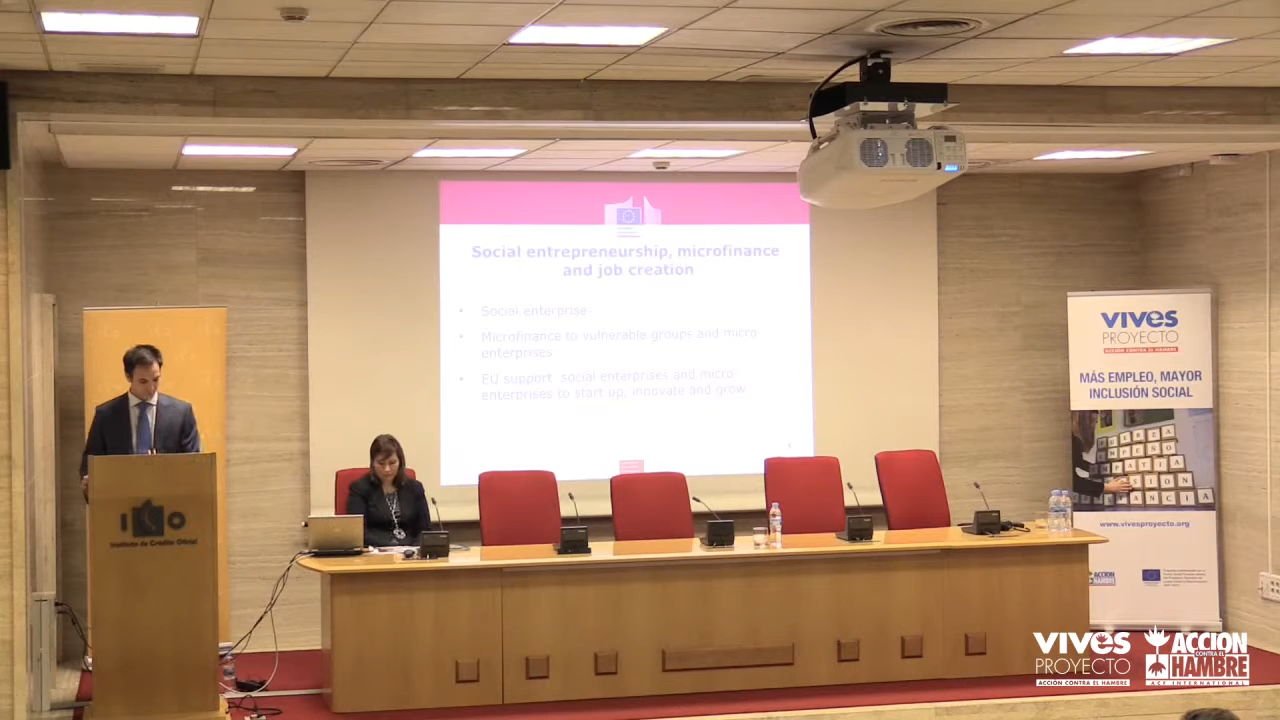 Social entrepreneurship, microfinance
and job creation
• Social enterprise
• Microfinance to vulnerable groups and micro-
enterprises
• EU support social enterprises and micro-
enterprises to start up, innovate and grow
ICO
Instituto de Crédito Oficial
VIVES
PROYECTO
ACCIÓN CONTRA EL HAMBRE
MÁS EMPLEO, MAYOR
INCLUSIÓN SOCIAL
www.vivesproyecto.org
ACCION
HAMBRE
VIVES
PROYECTO
ACCIÓN CONTRA EL HAMBRE
ACCION
CONTRA EL
HAMBRE
ACF INTERNATIONAL